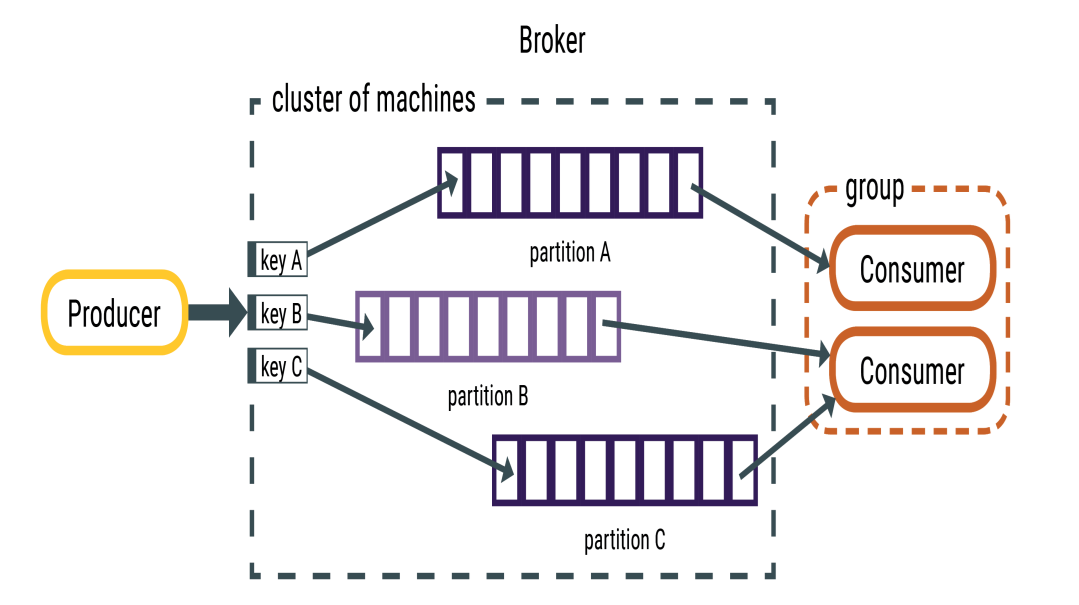 Broker
cluster of machines
partition A
group
key A
Consumer
Producer
key B
key C
Consumer
partition B
partition C